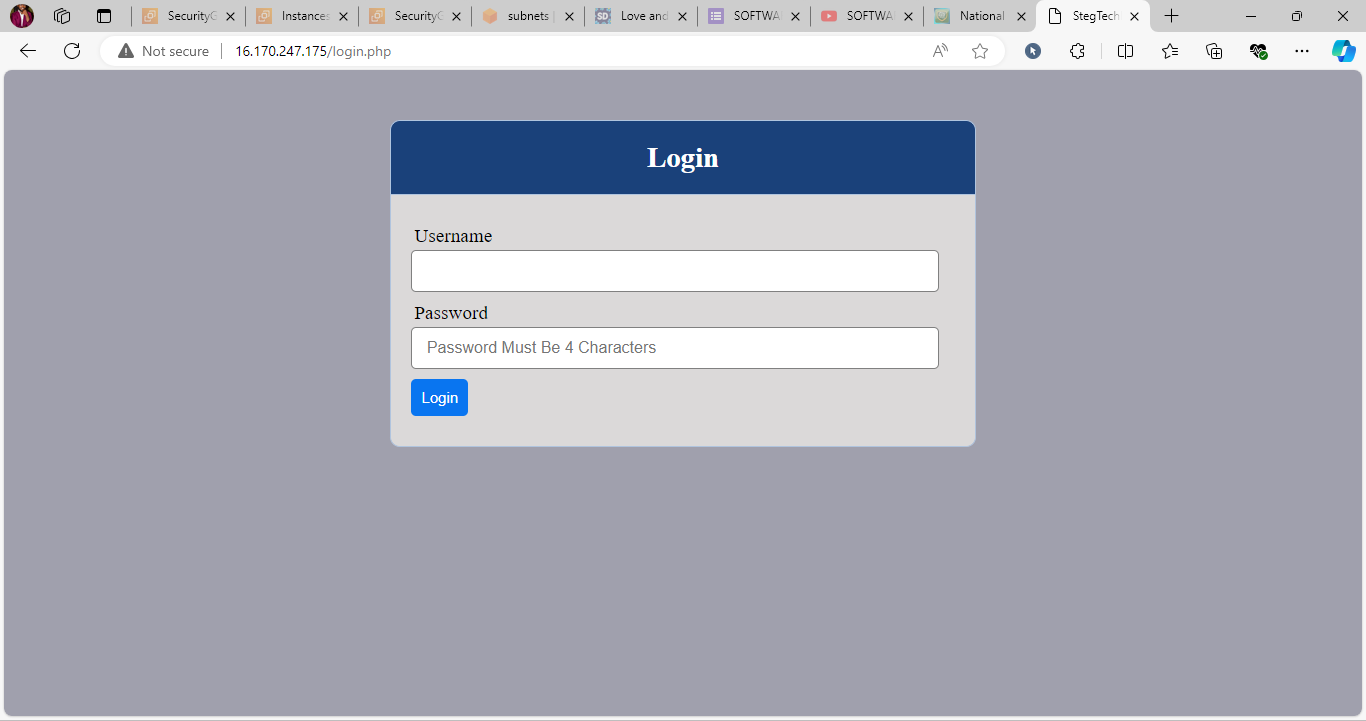 SecurityG
Instances
SecurityG
subnets
SD
Love and
SOFTWA
SOFTWA
National
StegTech
Not secure
16.170.247.175/login.php
Login
Username
Password
Password Must Be 4 Characters
Login